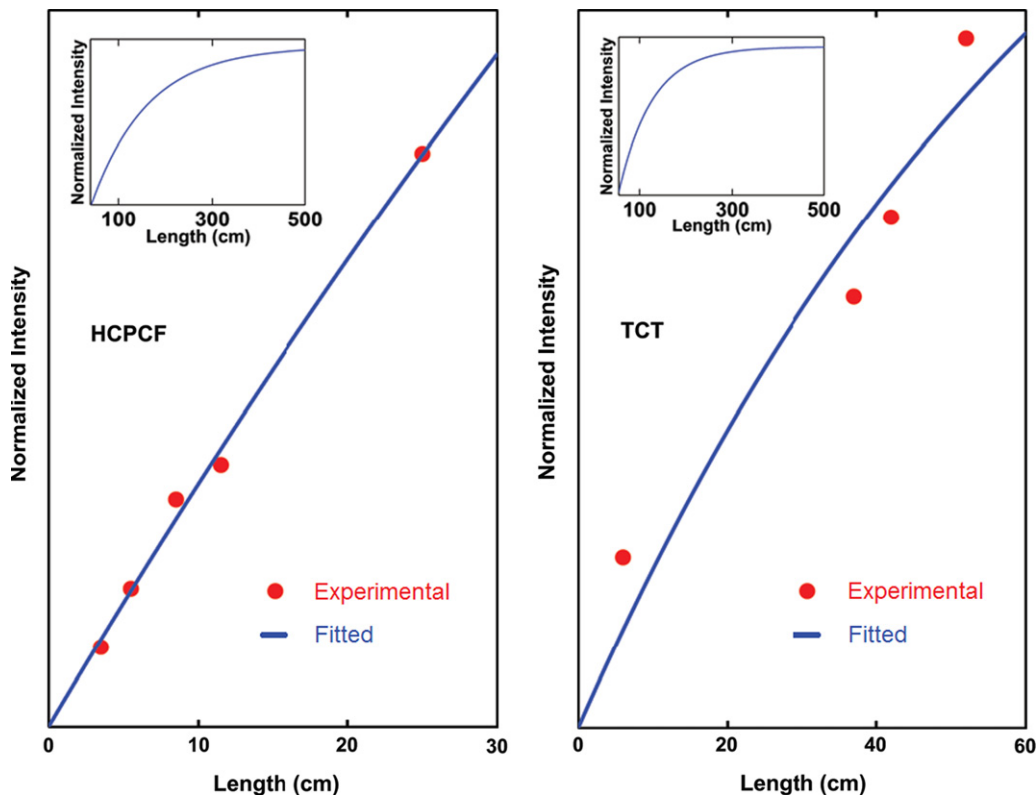 Normalized Intensity
100
300
500
Length (cm)
HCPCF
Normalized Intensity
Experimental
Fitted
0
10
20
30
Length (cm)
Normalized Intensity
100
300
500
Length (cm)
TCT
Normalized Intensity
Experimental
Fitted
0
20
40
60
Length (cm)